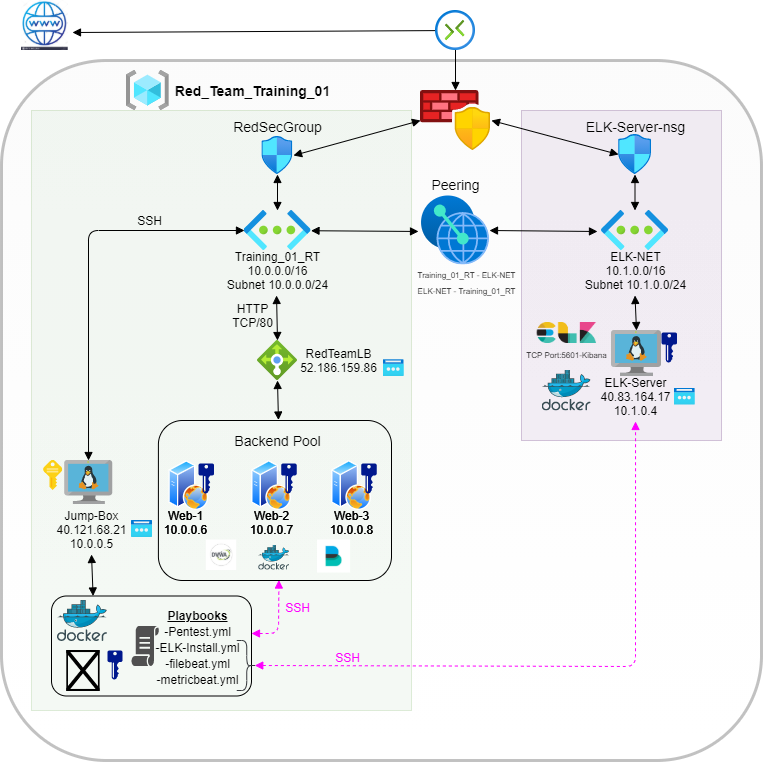 WWW
Red_Team_Training_01
RedSecGroup
ELK-Server-nsg
Peering
SSH
Training_01_RT
10.0.0.0/16
Subnet 10.0.0.0/24
Training_01_RT - ELK-NET
ELK-NET - Training_01_RT
ELK-NET
10.1.0.0/16
Subnet 10.1.0.0/24
HTTP
TCP/80
RedTeamLB
52.186.159.86
ELK
TCP Port:5601-Kibana
docker
ELK-Server
40.83.164.17
10.1.0.4
Backend Pool
Web-1
10.0.0.6
Web-2
10.0.0.7
Web-3
10.0.0.8
DVWA
docker
Jump-Box
40.121.68.21
10.0.0.5
SSH
docker
Playbooks
-Pentest.yml
-ELK-Install.yml
-filebeat.yml
-metricbeat.yml
SSH